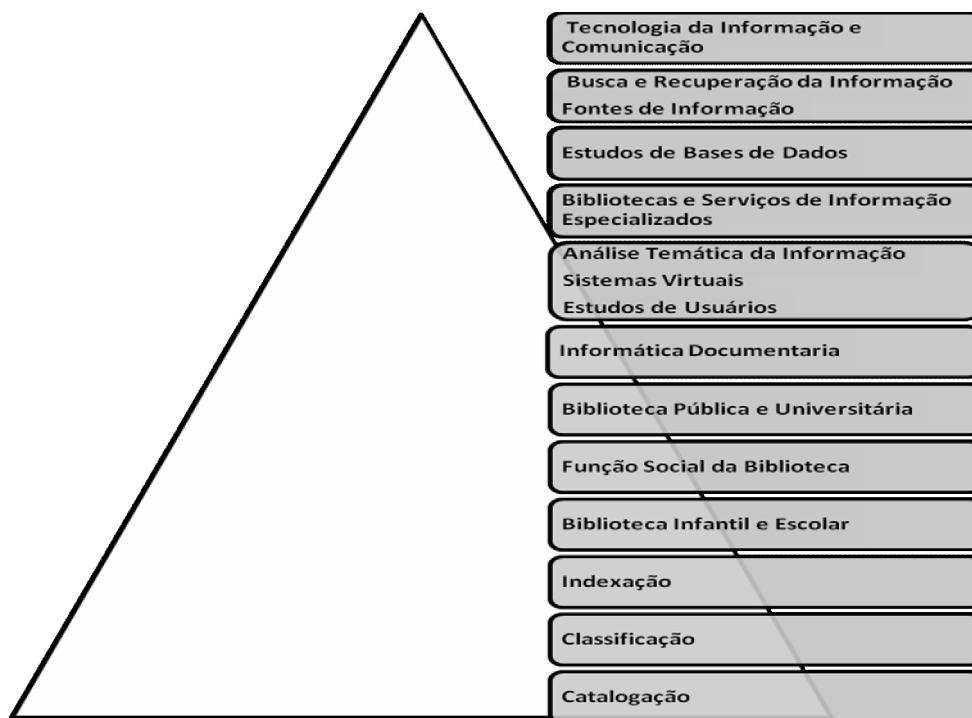 Tecnologia da Informação e
Comunicação
Busca e Recuperação da Informação
Fontes de Informação
Estudos de Bases de Dados
Bibliotecas e Serviços de Informação
Especializados
Análise Temática da Informação
Sistemas Virtuais
Estudos de Usuários
Informática Documentaria
Biblioteca Pública e Universitária
Função Social da Biblioteca
Biblioteca Infantil e Escolar
Indexação
Classificação
Catalogação